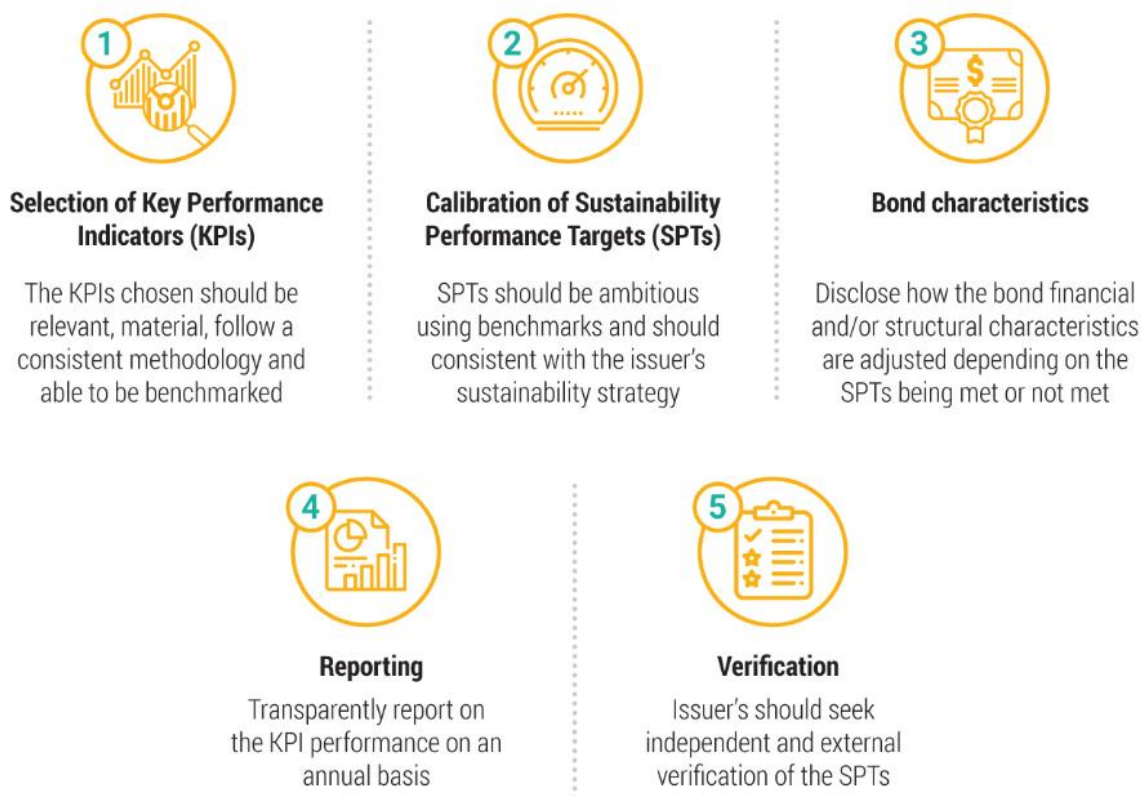 1
Selection of Key Performance
Indicators (KPIs)
The KPIs chosen should be
relevant, material, follow a
consistent methodology and
able to be benchmarked
2
Calibration of Sustainability
Performance Targets (SPTs)
SPTs should be ambitious
using benchmarks and should
consistent with the issuer's
sustainability strategy
3
$
Bond characteristics
Disclose how the bond financial
and/or structural characteristics
are adjusted depending on the
SPTs being met or not met
4
Reporting
Transparently report on
the KPI performance on an
annual basis
5
Verification
Issuer's should seek
independent and external
verification of the SPTs